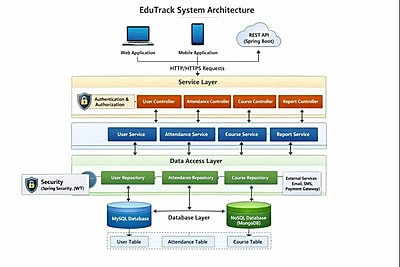 EduTrack System Architecture
REST API
(Spring Boot)
Web Application
Mobile Application
HTTP/HTTPS Requests
Service Layer
Authentication &
Authorization
User Controller
Attendance Controller
Course Controller
Report Controller
User Service
Attendance Service
Course Service
Report Service
Data Access Layer
Security
(Spring Security, JWT)
User Repository
Attendance Repository
Course Repository
External Services
Email, SMS,
Payment Gateway)
MySQL Database
Database Layer
NoSQL Database
(MongoDB)
User Table
Attendance Table
Course Table